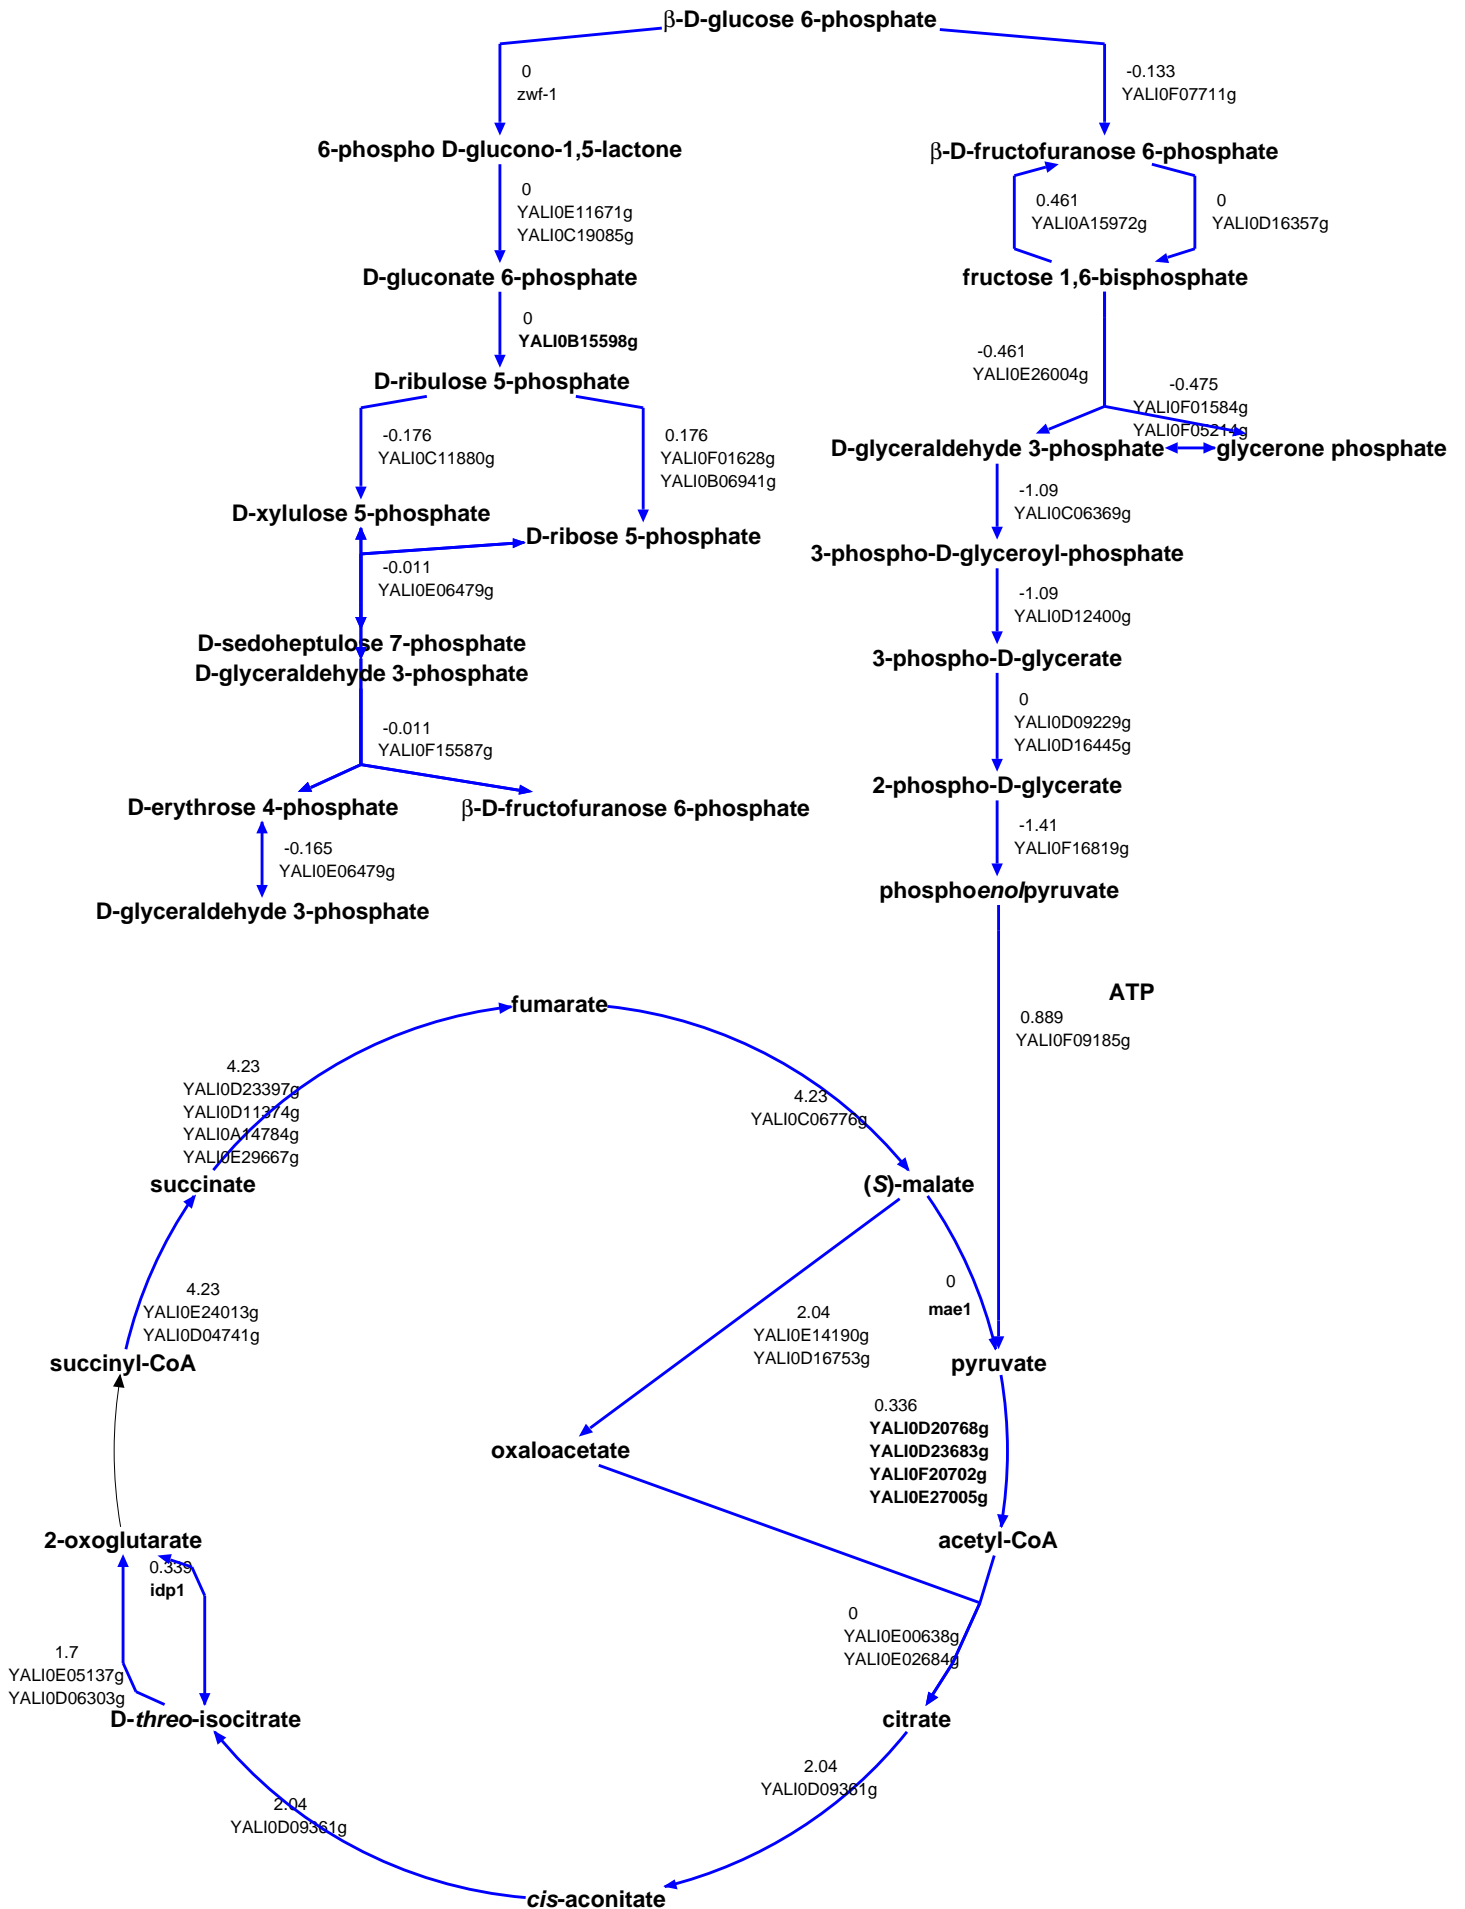 β-D-glucose 6-phosphate
0
zwf-1
-0.133
YALI0F07711g
6-phospho D-glucono-1,5-lactone
β-D-fructofuranose 6-phosphate
0
YALI0E11671g
YALI0C19085g
0.461
YALI0A15972g
0
YALI0D16357g
D-gluconate 6-phosphate
fructose 1,6-bisphosphate
0
YALI0B15598g
-0.461
YALI0E26004g
D-ribulose 5-phosphate
-0.475
YALI0F01584g
YALI0F05214g
-0.176
YALI0C11880g
0.176
YALI0F01628g
YALI0B06941g
D-glyceraldehyde 3-phosphate
glycerone phosphate
-1.09
YALI0C06369g
D-xylulose 5-phosphate
D-ribose 5-phosphate
3-phospho-D-glyceroyl-phosphate
-0.011
YALI0E06479g
-1.09
YALI0D12400g
D-sedoheptulose 7-phosphate
D-glyceraldehyde 3-phosphate
3-phospho-D-glycerate
0
YALI0D09229g
YALI0D16445g
-0.011
YALI0F15587g
2-phospho-D-glycerate
D-erythrose 4-phosphate
β-D-fructofuranose 6-phosphate
-1.41
YALI0F16819g
-0.165
YALI0E06479g
phosphoenolpyruvate
D-glyceraldehyde 3-phosphate
ATP
fumarate
0.889
YALI0F09185g
4.23
YALI0D23397g
YALI0D11374g
YALI0A14784g
YALI0E29667g
4.23
YALI0C06776g
succinate
(S)-malate
0
mae1
4.23
YALI0E24013g
YALI0D04741g
2.04
YALI0E14190g
YALI0D16753g
succinyl-CoA
pyruvate
0.336
YALI0D20768g
YALI0D23683g
YALI0F20702g
YALI0E27005g
oxaloacetate
2-oxoglutarate
acetyl-CoA
0.339
idp1
0
YALI0E00638g
YALI0E02684g
1.7
YALI0E05137g
YALI0D06303g
D-threo-isocitrate
citrate
2.04
YALI0D09361g
2.04
YALI0D09361g
cis-aconitate